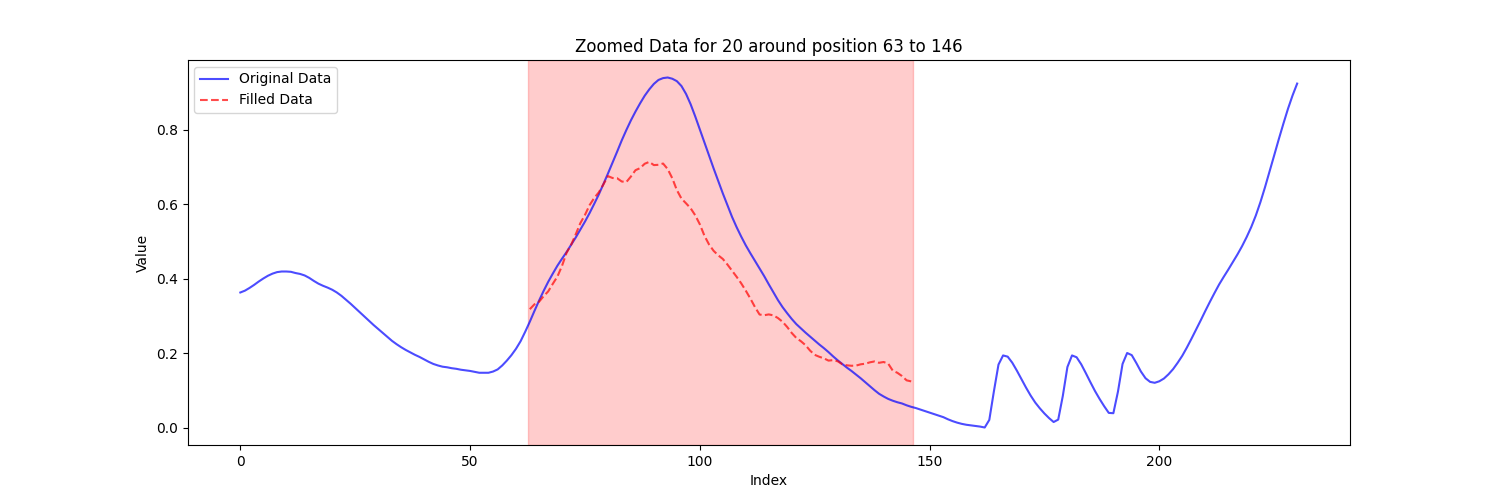 Zoomed Data for 20 around position 63 to 146
Original Data
Filled Data
Value
0.8
0.6
0.4
0.2
0.0
0 50 100 150 200
Index